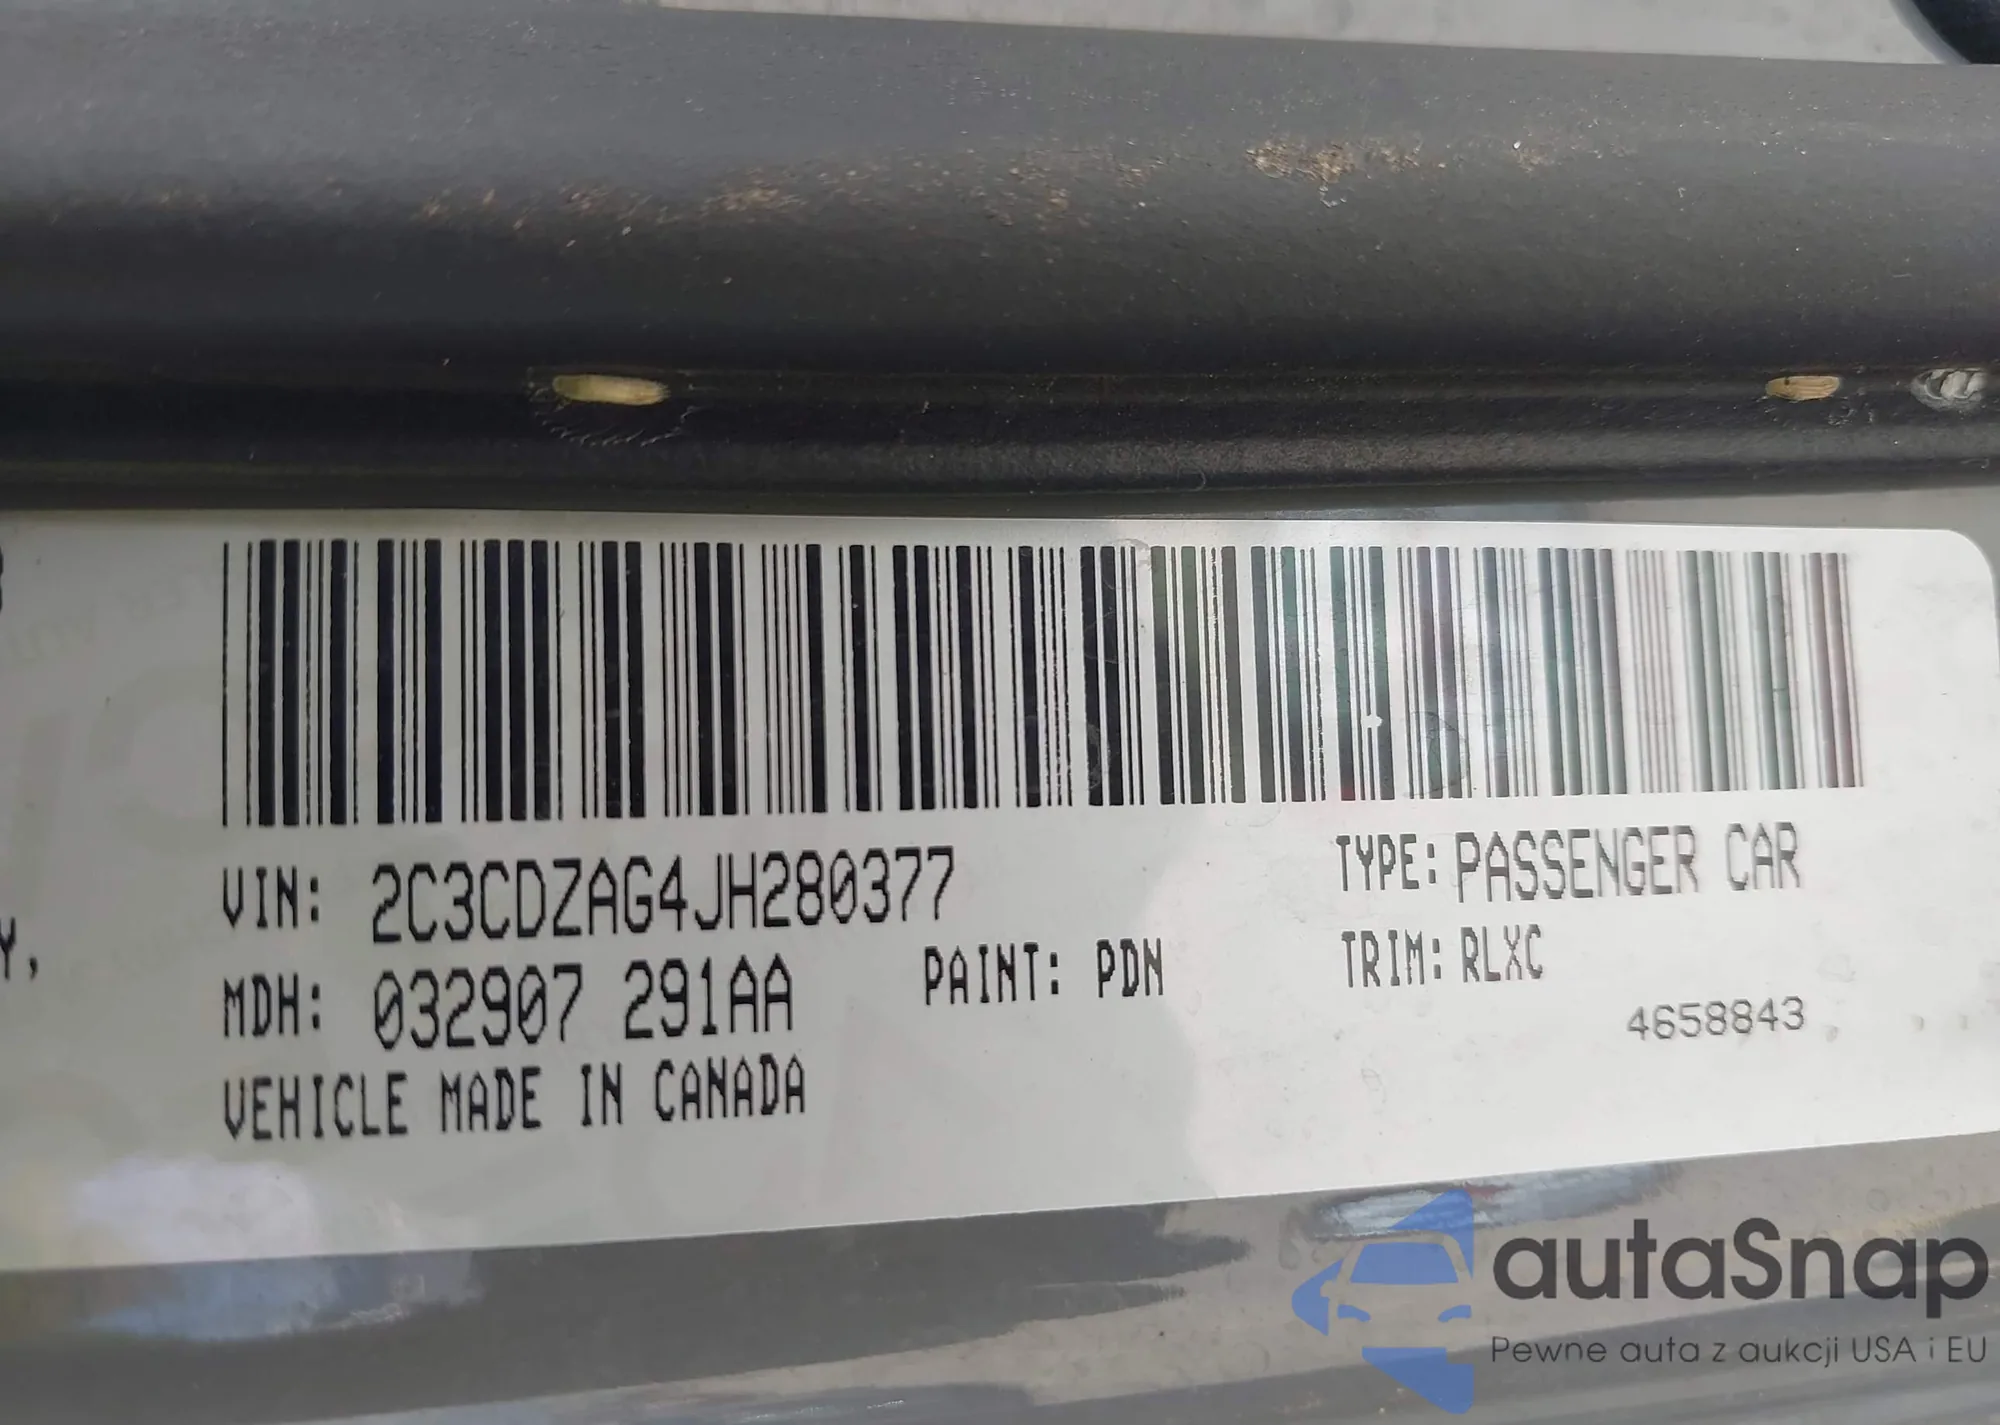 VIN: 2C3CDZAG4JH280377
TYPE: PASSENGER CAR
MDH: 032907 291AA
PAINT: PDN
TRIM: RLXC
4658843
VEHICLE MADE IN CANADA
Y,
autaSnap
Pewne auta z aukcji USA i EU